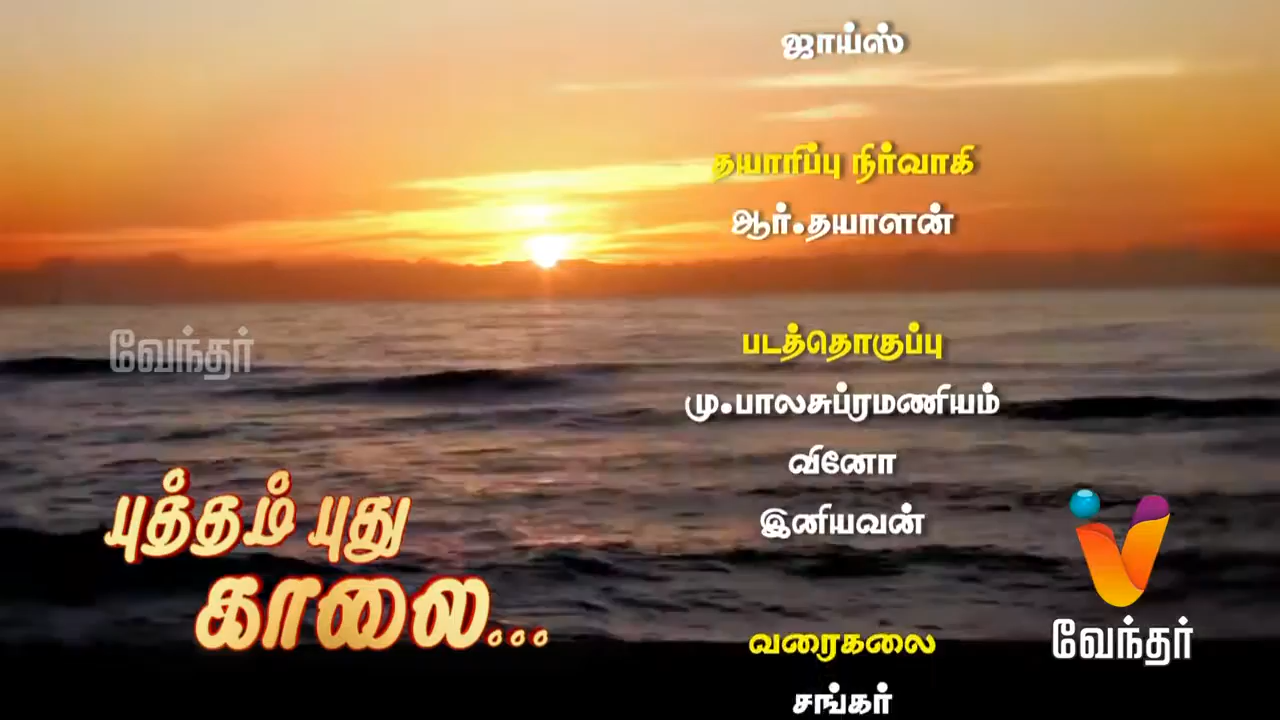 ஜாய்ஸ்
தயாரிப்பு நிர்வாகி
ஆர்.தயாளன்
படத்தொகுப்பு
மு.பாலசுப்ரமணியம்
வினோ
இனியவன்
வரைகலை
சங்கர்
வேந்தர்
புத்தம் புது
காலை...
வேந்தர்